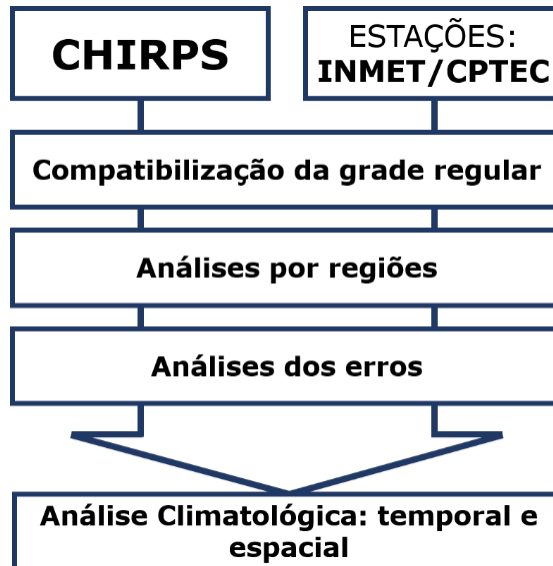 CHIRPS
ESTAÇÕES:
INMET/CPTEC
Compatibilização da grade regular
Análises por regiões
Análises dos erros
Análise Climatológica: temporal e
espacial